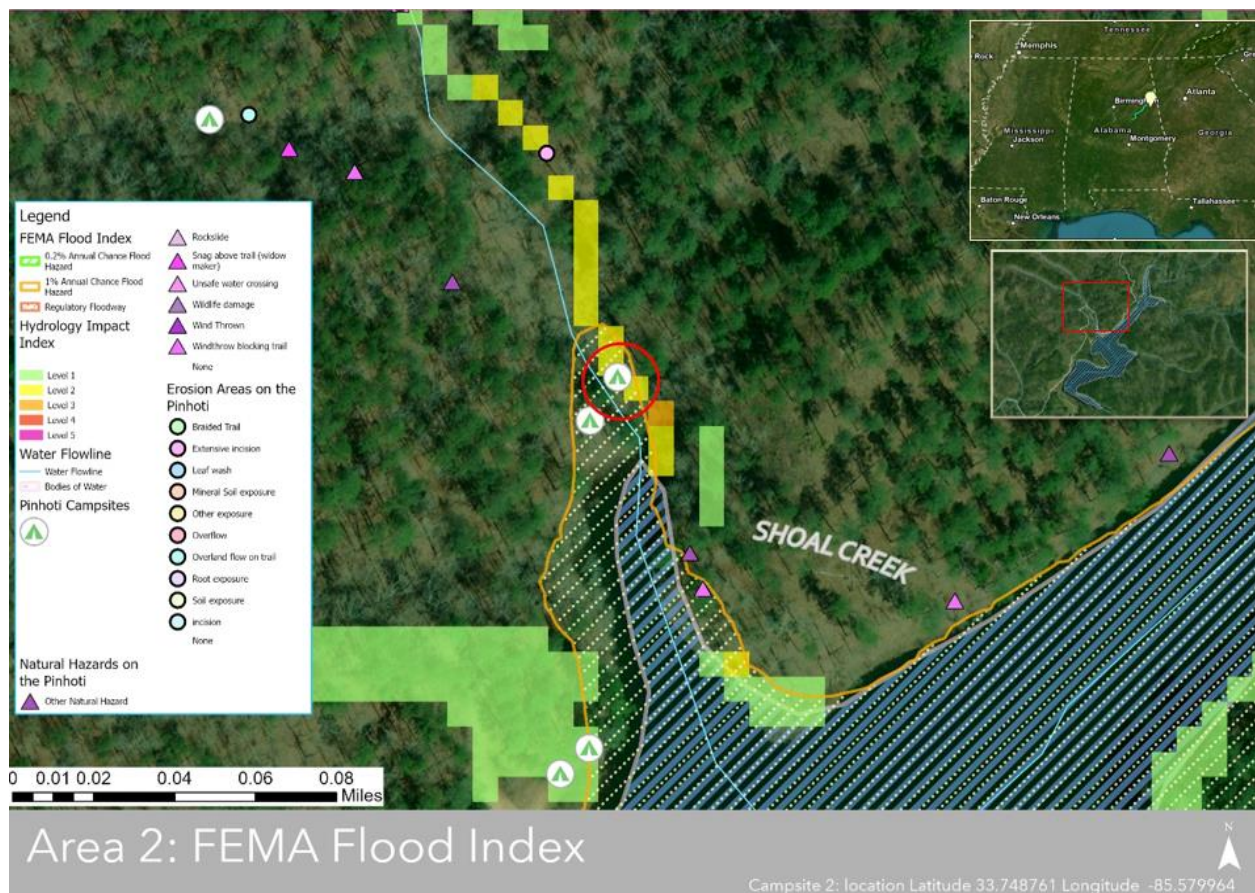 Tennessee
Memphis
Rock
Birmingham
Atlanta
Mississippi
Jackson
Alabama
Montgomery
Georgia
Baton Rouge
New Orleans
Tallahassee
Legend
FEMA Flood Index
0.2% Annual Chance Flood
Hazard
1% Annual Chance Flood
Hazard
Regulatory Floodway
Hydrology Impact
Index
Level 1
Level 2
Level 3
Level 4
Level 5
Water Flowline
Water Flowline
Bodies of Water
Pinhoti Campsites
Natural Hazards on
the Pinhoti
Other Natural Hazard
Rockslide
Snag above trail (widow
maker)
Unsafe water crossing
Wildlife damage
Wind Thrown
Windthrow blocking trail
None
Erosion Areas on the
Pinhoti
Braided Trail
Extensive incision
Leaf wash
Mineral Soil exposure
Other exposure
Overflow
Overland flow on trail
Root exposure
Soil exposure
incision
None
SHOAL CREEK
0 0.01 0.02 0.04 0.06 0.08
Miles
Area 2: FEMA Flood Index
N
Campsite 2: location Latitude 33.748761 Longitude -85.579964